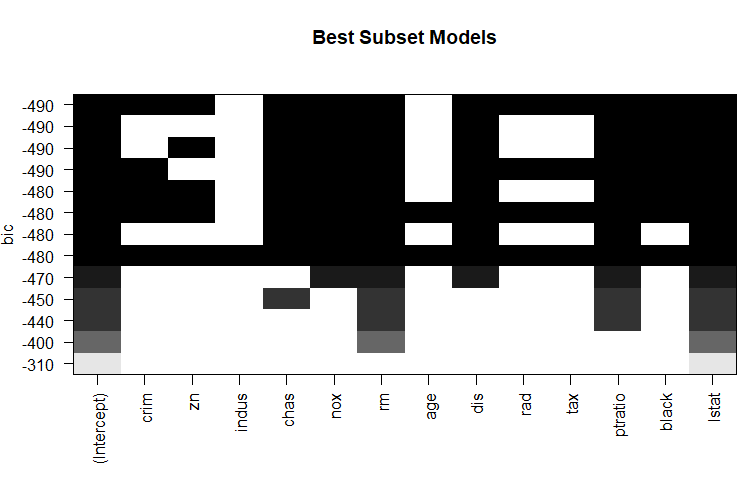 Best Subset Models
bic
-490
-490
-490
-490
-480
-480
-480
-480
-470
-450
-440
-400
-310
(Intercept)
crim
zn
indus
chas
nox
rm
age
dis
rad
tax
ptratio
black
lstat